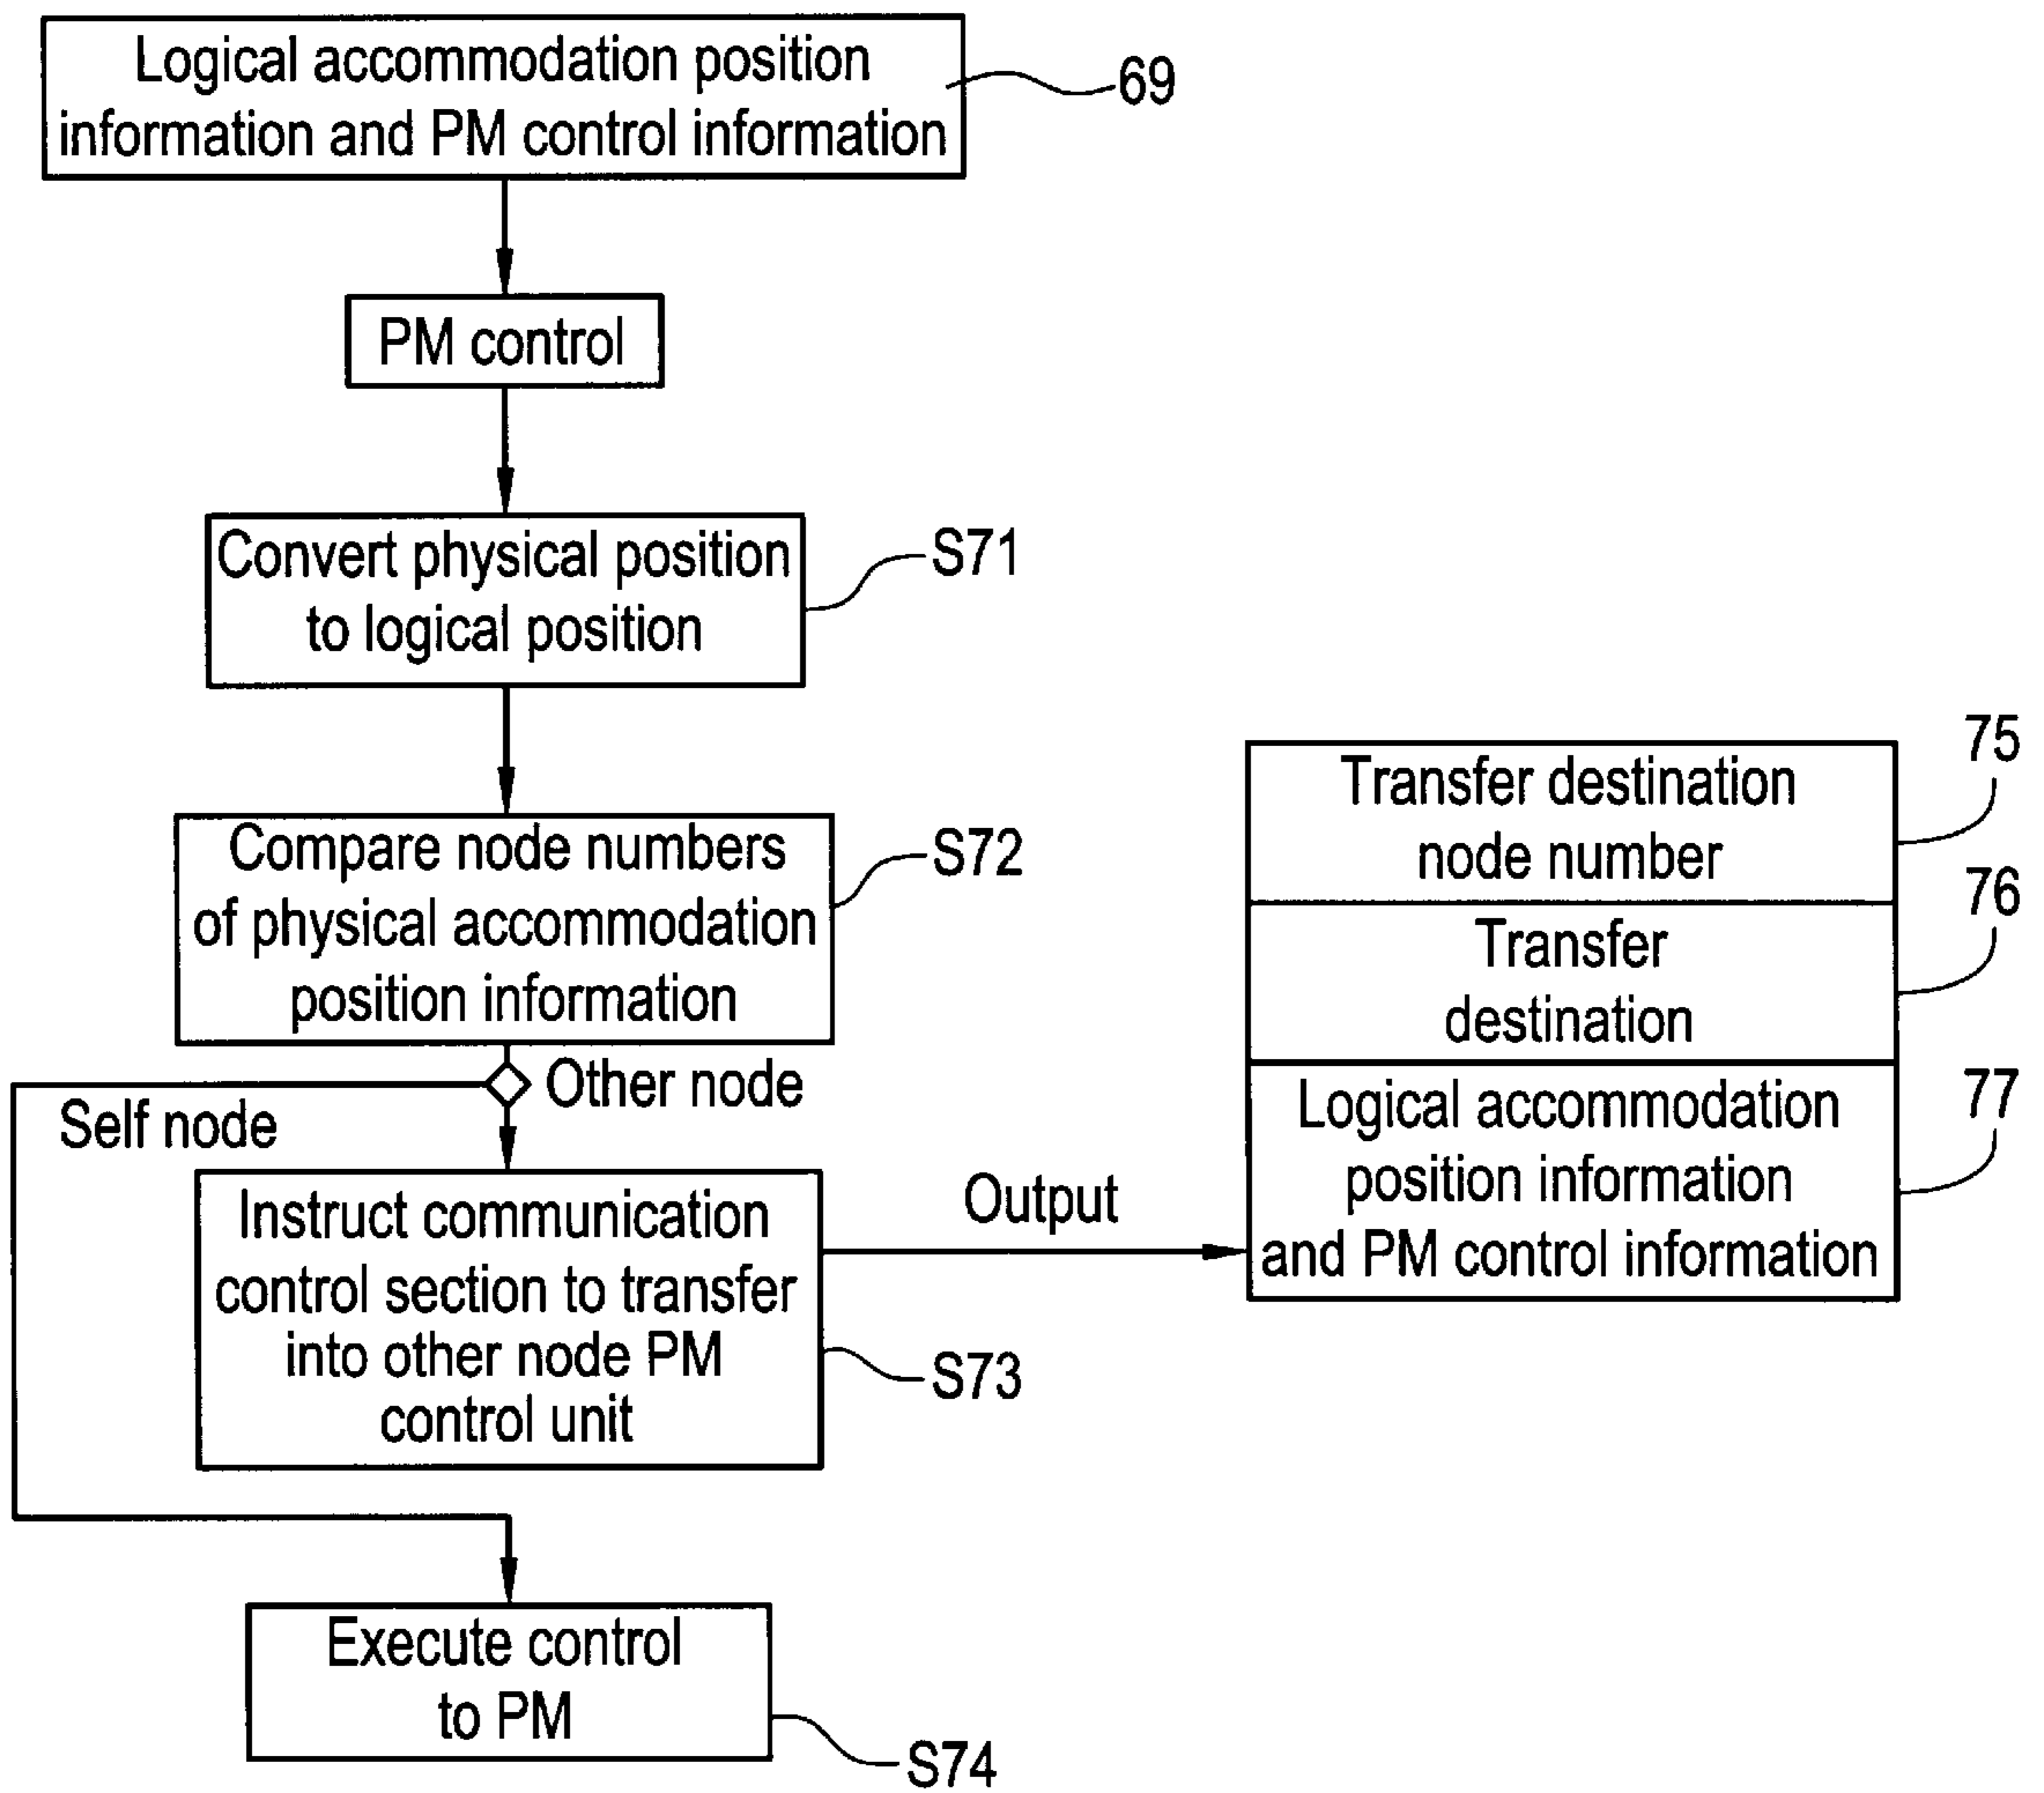 Logical accommodation position
information and PM control information
69
PM control
Convert physical position
to logical position
S71
Compare node numbers
of physical accommodation
position information
S72
Other node
Self node
Instruct communication
control section to transfer
into other node PM
control unit
S73
Output
Transfer destination
node number
75
Transfer
destination
76
Logical accommodation
position information
and PM control information
77
Execute control
to PM
S74